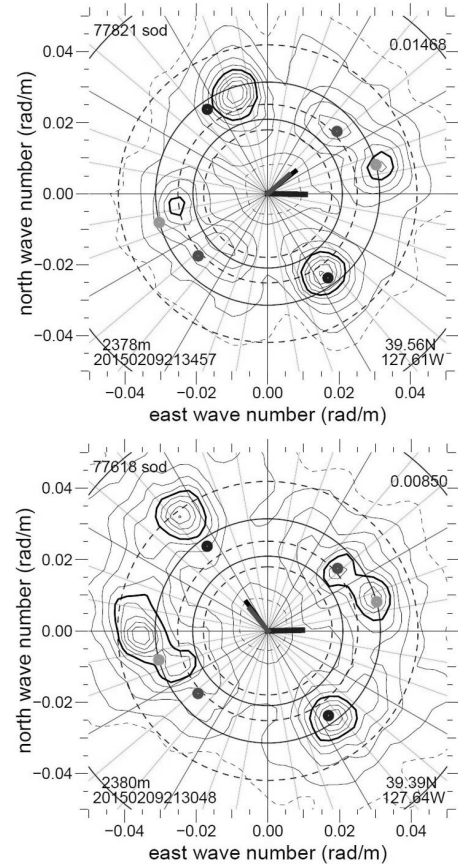 77821 sod 0.01468
0.04
0.02
0.00
−0.02
−0.04
north wave number (rad/m)
2378m 39.56N
20150209213457 127.61W
−0.04 −0.02 0.00 0.02 0.04
east wave number (rad/m)
77618 sod 0.00850
0.04
0.02
0.00
−0.02
−0.04
north wave number (rad/m)
2380m 39.39N
20150209213048 127.64W
−0.04 −0.02 0.00 0.02 0.04
east wave number (rad/m)